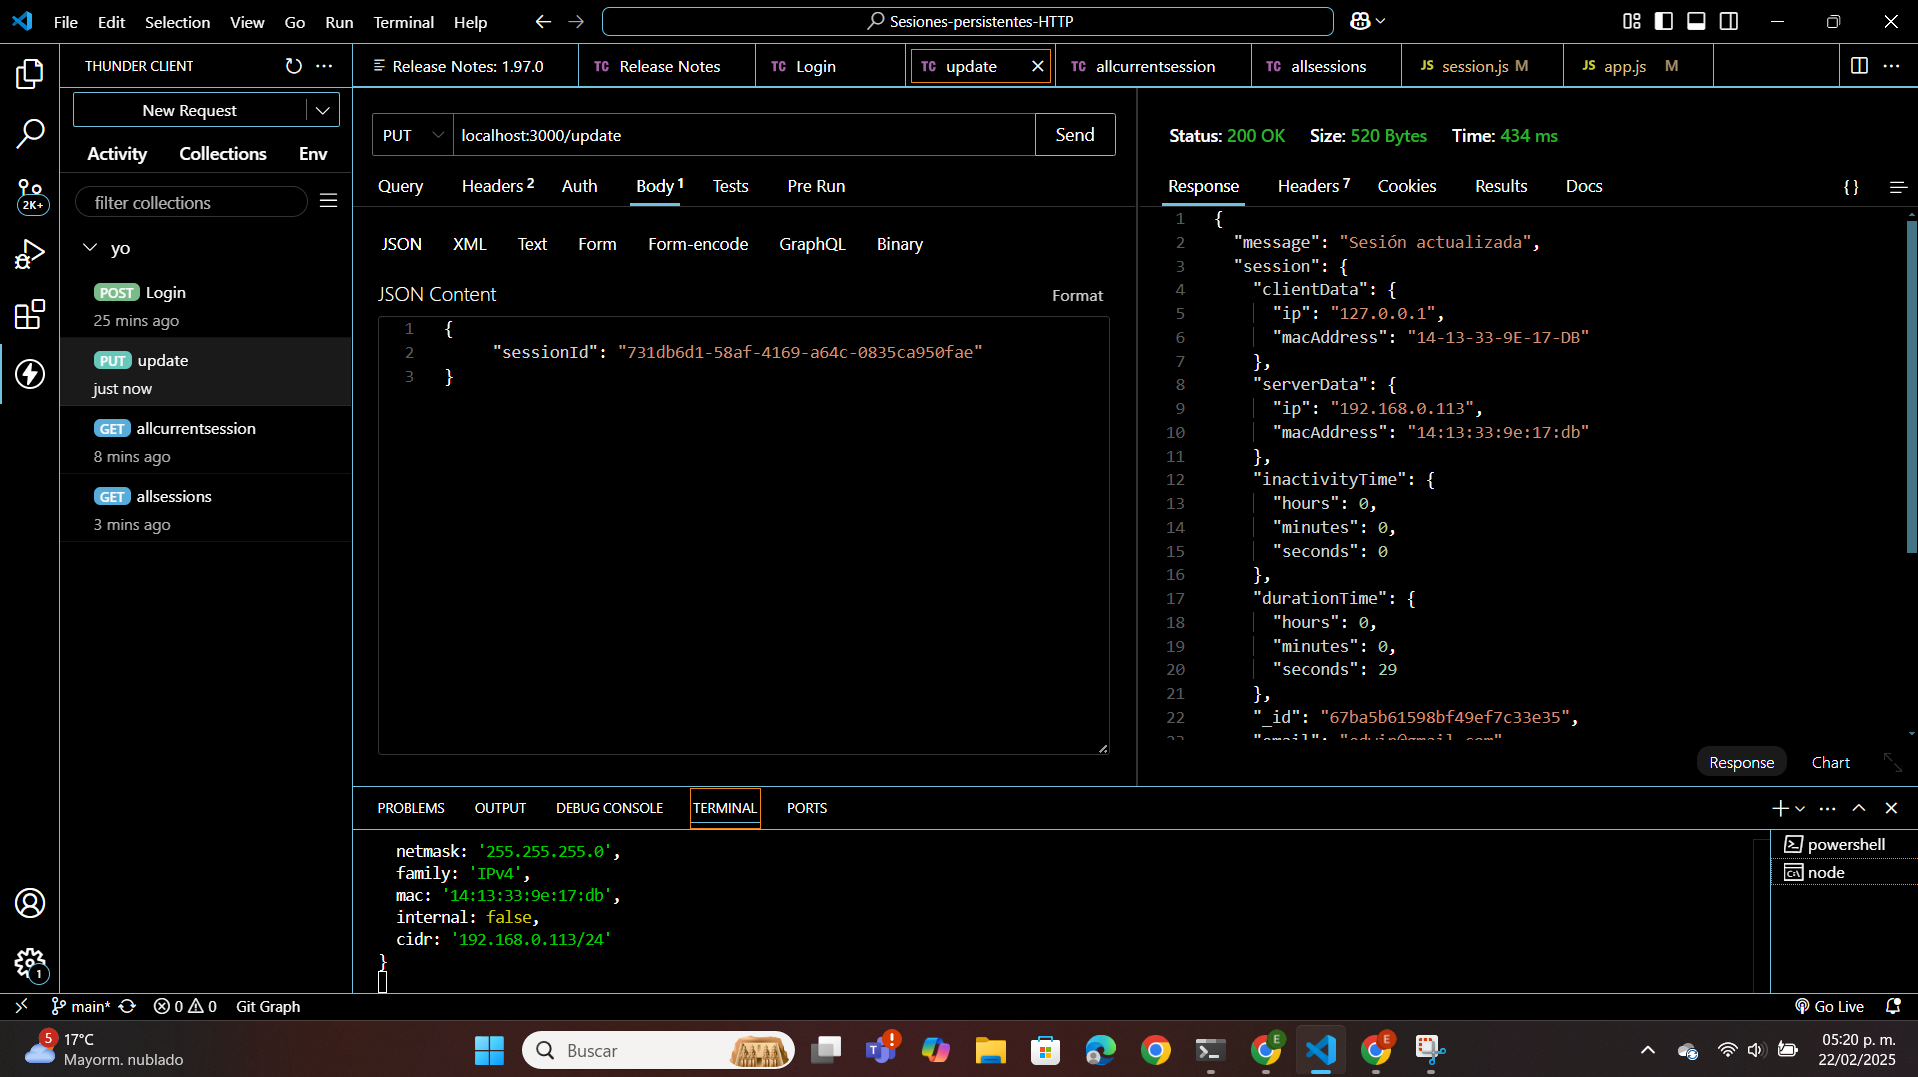 File Edit Selection View Go Run Terminal Help
Sesiones-persistentes-HTTP
THUNDER CLIENT
New Request
Activity Collections Env
filter collections
yo
POST Login
25 mins ago
PUT update
just now
GET allcurrentsession
8 mins ago
GET allsessions
3 mins ago
2K+
1
Release Notes: 1.97.0
TC Release Notes
TC Login
TC update
TC allcurrentsession
TC allsessions
JS session.js M
JS app.js M
PUT localhost:3000/update Send
Query Headers 2 Auth Body 1 Tests Pre Run
JSON XML Text Form Form-encode GraphQL Binary
JSON Content Format
1 {
2 "sessionId": "731db6d1-58af-4169-a64c-0835ca950fae"
3 }
Status: 200 OK Size: 520 Bytes Time: 434 ms
Response Headers 7 Cookies Results Docs {}
1 {
2 "message": "Sesión actualizada",
3 "session": {
4 "clientData": {
5 "ip": "127.0.0.1",
6 "macAddress": "14-13-33-9E-17-DB"
7 },
8 "serverData": {
9 "ip": "192.168.0.113",
10 "macAddress": "14:13:33:9e:17:db"
11 },
12 "inactivityTime": {
13 "hours": 0,
14 "minutes": 0,
15 "seconds": 0
16 },
17 "durationTime": {
18 "hours": 0,
19 "minutes": 0,
20 "seconds": 29
21 },
22 "_id": "67ba5b61598bf49ef7c33e35",
23 "email": "edwin@gmail.com"
Response Chart
PROBLEMS OUTPUT DEBUG CONSOLE TERMINAL PORTS
netmask: '255.255.255.0',
family: 'IPv4',
mac: '14:13:33:9e:17:db',
internal: false,
cidr: '192.168.0.113/24'
}
powershell
node
main* 0 0 Git Graph
Go Live
5
17°C
Mayorm. nublado
Buscar
E
E
05:20 p. m.
22/02/2025